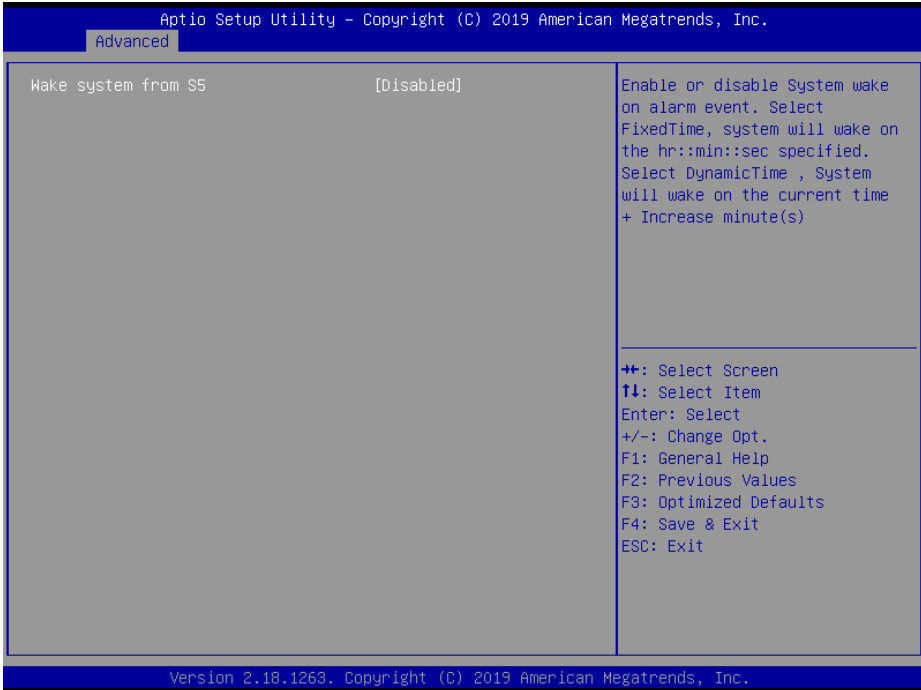 Aptio Setup Utility – Copyright (C) 2019 American Megatrends, Inc.
Advanced
Wake system from S5 [Disabled]
Enable or disable System wake
on alarm event. Select
FixedTime, system will wake on
the hr::min::sec specified.
Select DynamicTime , System
will wake on the current time
+ Increase minute(s)
→←: Select Screen
↑↓: Select Item
Enter: Select
+/-: Change Opt.
F1: General Help
F2: Previous Values
F3: Optimized Defaults
F4: Save & Exit
ESC: Exit
Version 2.18.1263. Copyright (C) 2019 American Megatrends, Inc.